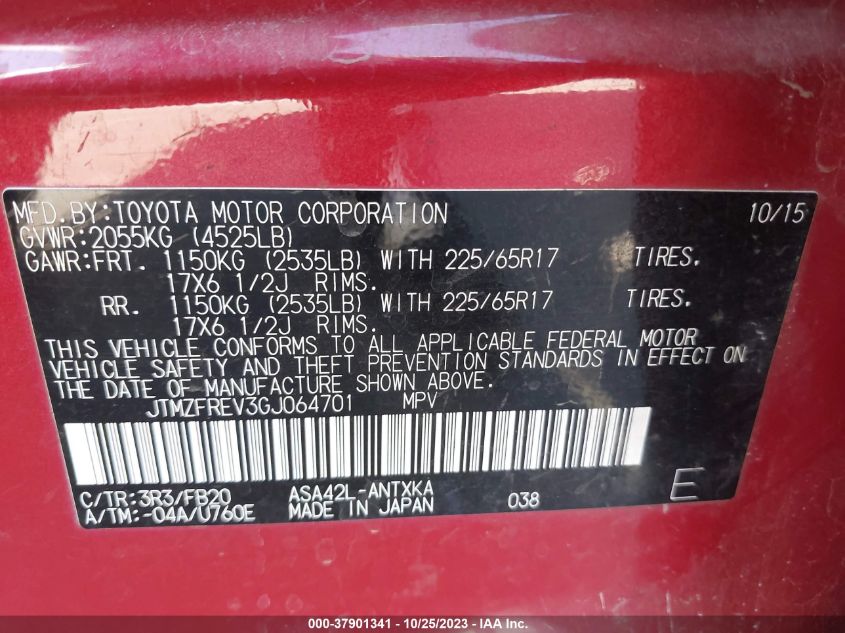 MFD.BY:TOYOTA MOTOR CORPORATION 10/15
GVWR:2055KG (4525LB)
GAWR:FRT. 1150KG (2535LB) WITH 225/65R17 TIRES.
17X6 1/2J RIMS.
RR. 1150KG (2535LB) WITH 225/65R17 TIRES.
17X6 1/2J RIMS.
THIS VEHICLE CONFORMS TO ALL APPLICABLE FEDERAL MOTOR
VEHICLE SAFETY AND THEFT PREVENTION STANDARDS IN EFFECT ON
THE DATE OF MANUFACTURE SHOWN ABOVE.
JTMZFREV3GJ064701 MPV
C/TR:3R3/FB20 ASA42L-ANTXKA
A/TM:-04A/U760E MADE IN JAPAN 038 E
000-37901341 - 10/25/2023 - IAA Inc.